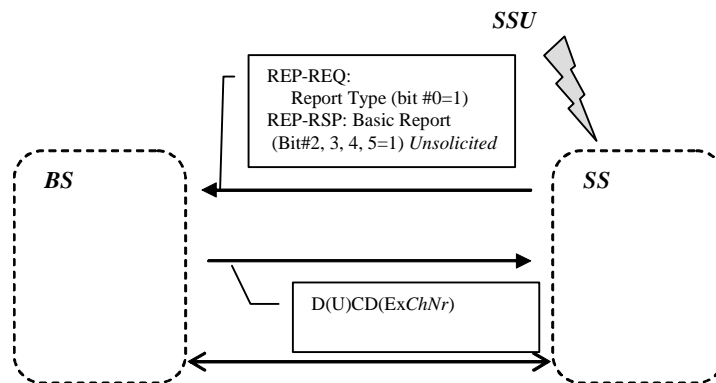 SSU
REP-REQ:
Report Type (bit #0=1)
REP-RSP: Basic Report
(Bit#2, 3, 4, 5=1) Unsolicited
BS
SS
D(U)CD(ExChNr)